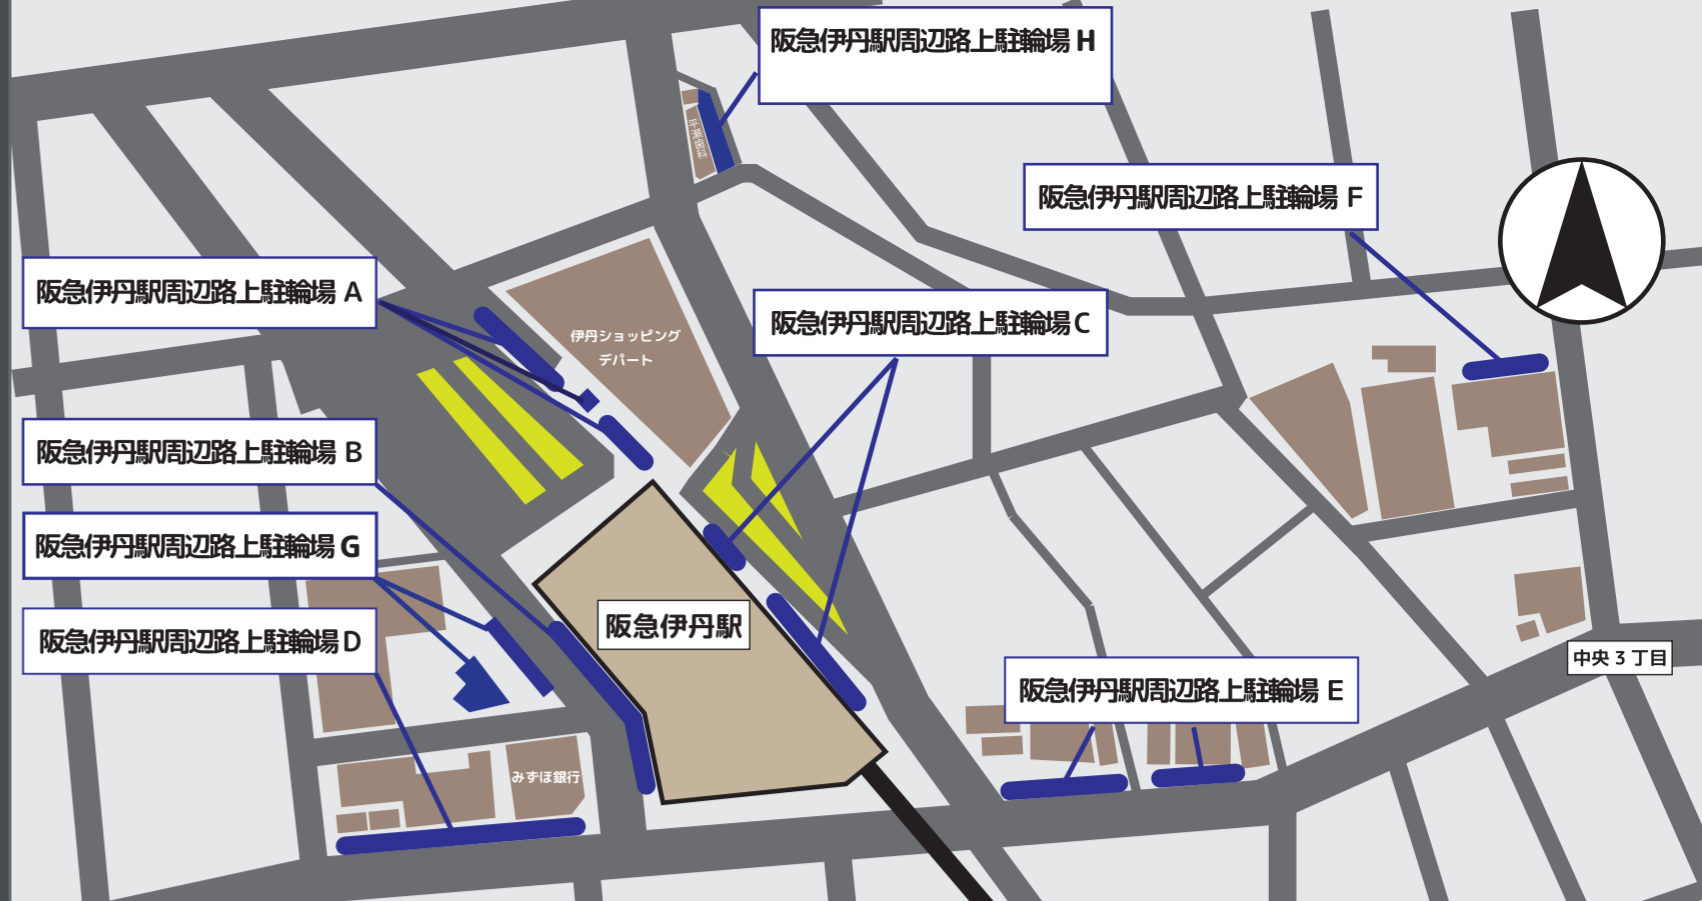 阪急伊丹駅周辺路上駐輪場 H
平瀬歯科
阪急伊丹駅周辺路上駐輪場 F
阪急伊丹駅周辺路上駐輪場 A
伊丹ショッピング
デパート
阪急伊丹駅周辺路上駐輪場 C
阪急伊丹駅周辺路上駐輪場 B
阪急伊丹駅周辺路上駐輪場 G
阪急伊丹駅周辺路上駐輪場 D
阪急伊丹駅
中央 3 丁目
阪急伊丹駅周辺路上駐輪場 E
みずほ銀行